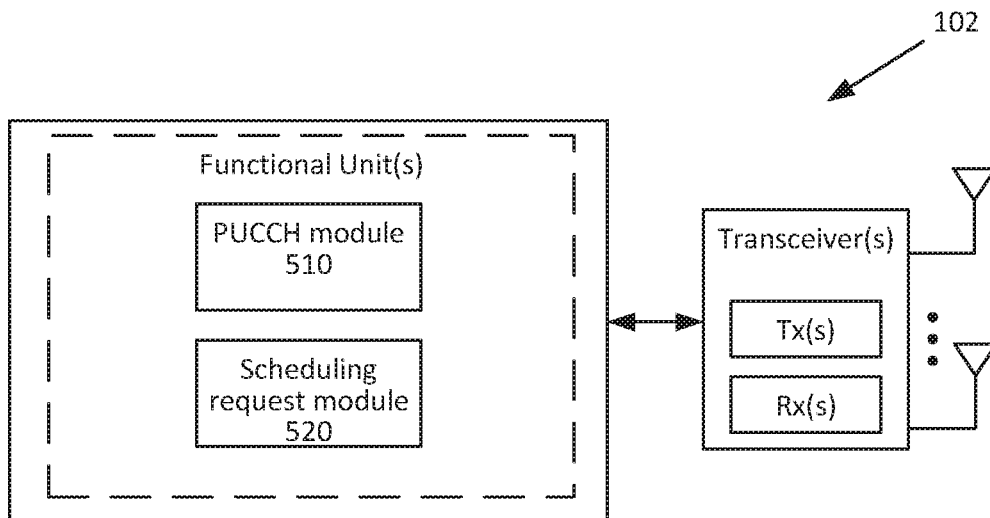 102
Functional Unit(s)
PUCCH module
510
Scheduling
request module
520
Transceiver(s)
Tx(s)
Rx(s)